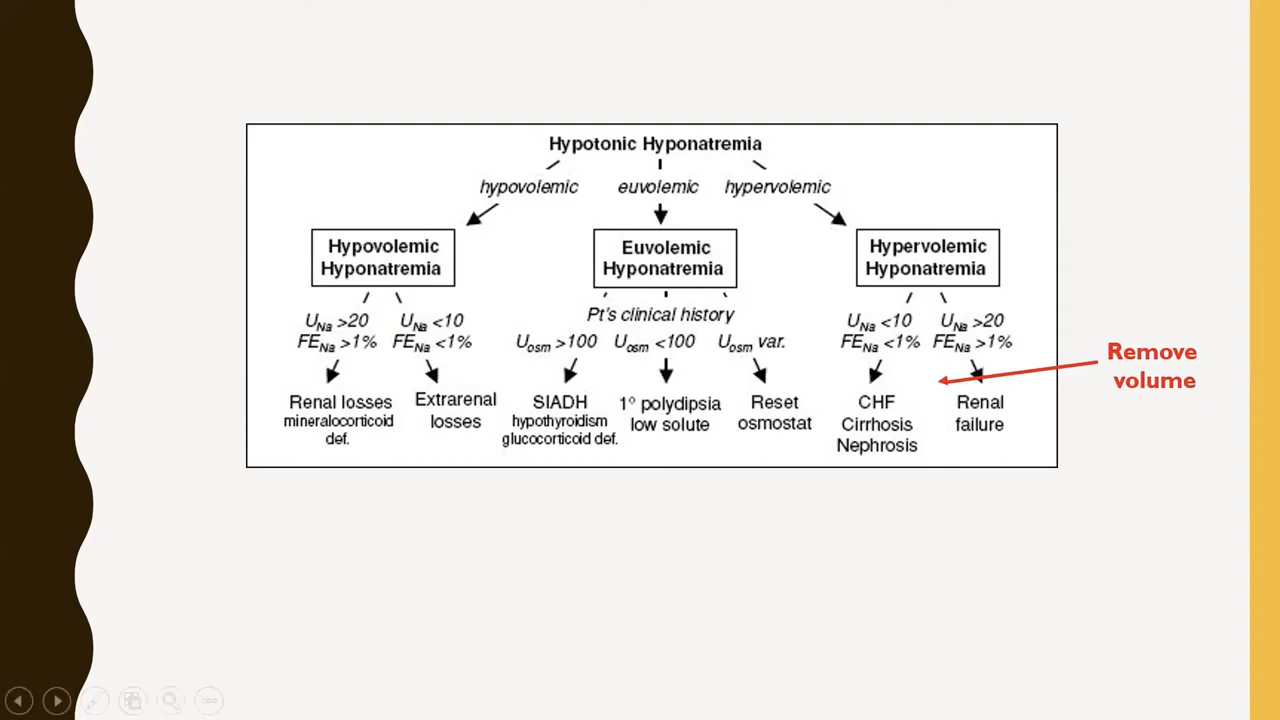 Hypotonic Hyponatremia
hypovolemic euvolemic hypervolemic
Hypovolemic
Hyponatremia
Euvolemic
Hyponatremia
Hypervolemic
Hyponatremia
Pt's clinical history
UNa >20
FENa >1%
UNa <10
FENa <1%
Uosm >100 Uosm <100 Uosm var.
UNa <10
FENa <1%
UNa >20
FENa >1%
Remove
volume
Renal losses
mineralocorticoid
def.
Extrarenal
losses
SIADH
hypothyroidism
glucocorticoid def.
1° polydipsia
low solute
Reset
osmostat
CHF
Cirrhosis
Nephrosis
Renal
failure